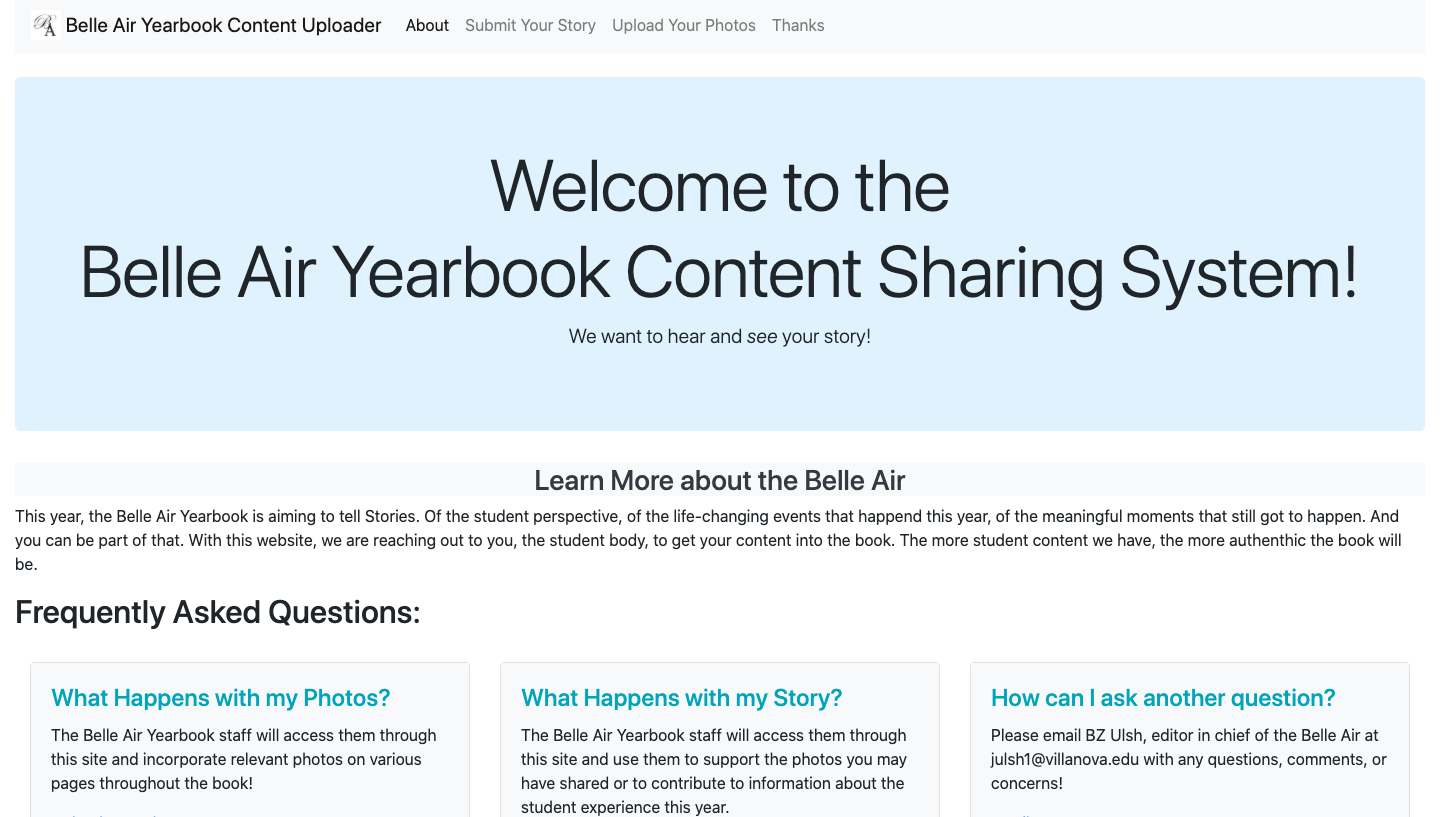 BA Belle Air Yearbook Content Uploader About Submit Your Story Upload Your Photos Thanks
Welcome to the
Belle Air Yearbook Content Sharing System!
We want to hear and see your story!
Learn More about the Belle Air
This year, the Belle Air Yearbook is aiming to tell Stories. Of the student perspective, of the life-changing events that happend this year, of the meaningful moments that still got to happen. And
you can be part of that. With this website, we are reaching out to you, the student body, to get your content into the book. The more student content we have, the more authenthic the book will
be.
Frequently Asked Questions:
What Happens with my Photos?
The Belle Air Yearbook staff will access them through
this site and incorporate relevant photos on various
pages throughout the book!
What Happens with my Story?
The Belle Air Yearbook staff will access them through
this site and use them to support the photos you may
have shared or to contribute to information about the
student experience this year.
How can I ask another question?
Please email BZ Ulsh, editor in chief of the Belle Air at
julsh1@villanova.edu with any questions, comments, or
concerns!